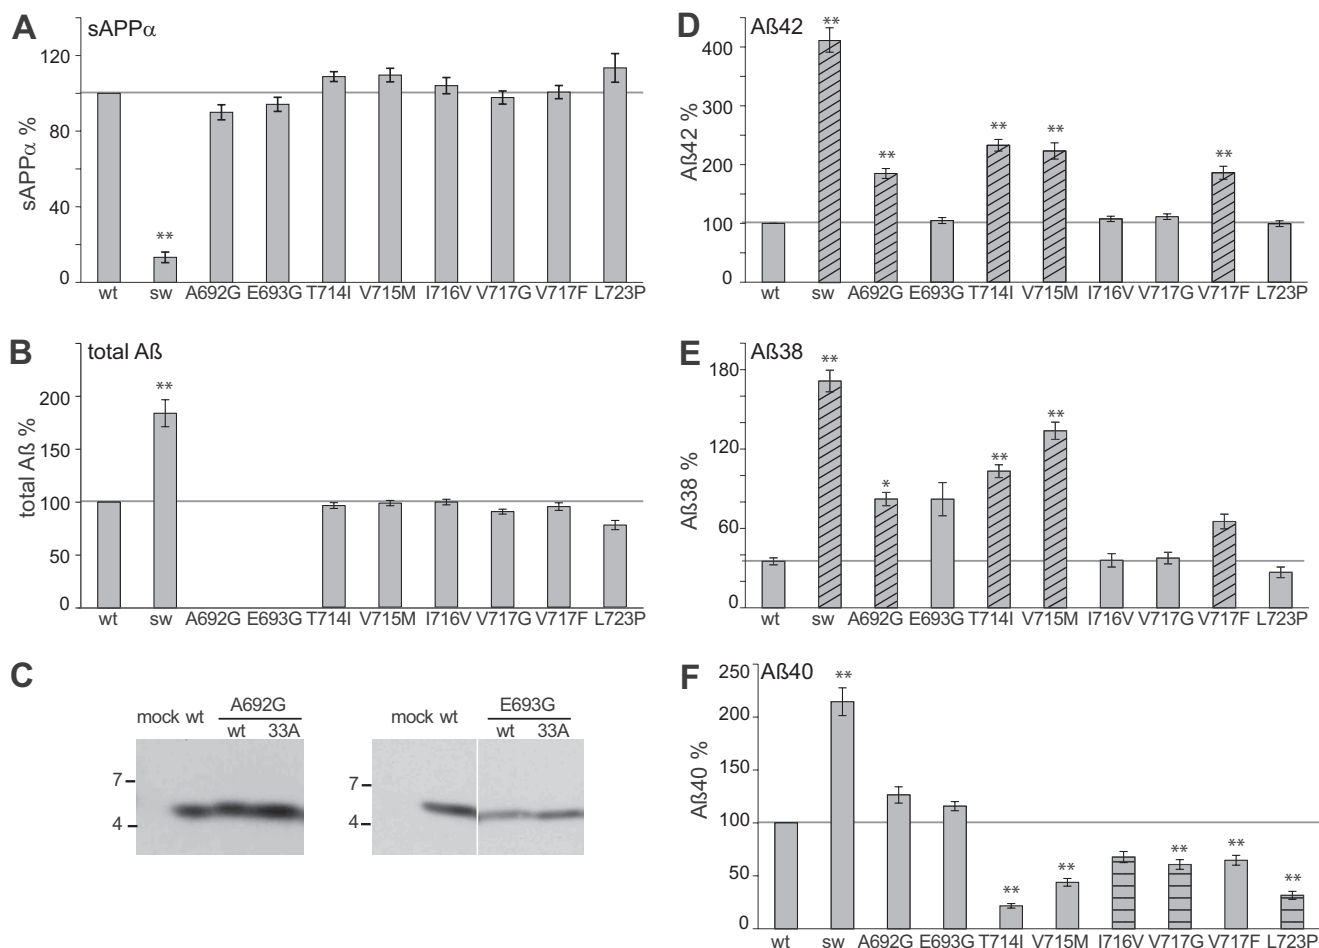 A
sAPPα
sAPPα %
120
80
40
0
**
wt sw A692G E693G T714I V715M I716V V717G V717F L723P
B
total Aß
total Aß %
200
150
100
50
0
**
wt sw A692G E693G T714I V715M I716V V717G V717F L723P
C
A692G
mock wt wt 33A
7
4
E693G
mock wt wt 33A
7
4
D
Aß42
Aß42 %
400
300
200
100
0
** ** ** ** **
wt sw A692G E693G T714I V715M I716V V717G V717F L723P
E
Aß38
Aß38 %
180
120
60
0
** * ** **
wt sw A692G E693G T714I V715M I716V V717G V717F L723P
F
Aß40
Aß40 %
250
200
150
100
50
0
** ** ** ** ** **
wt sw A692G E693G T714I V715M I716V V717G V717F L723P